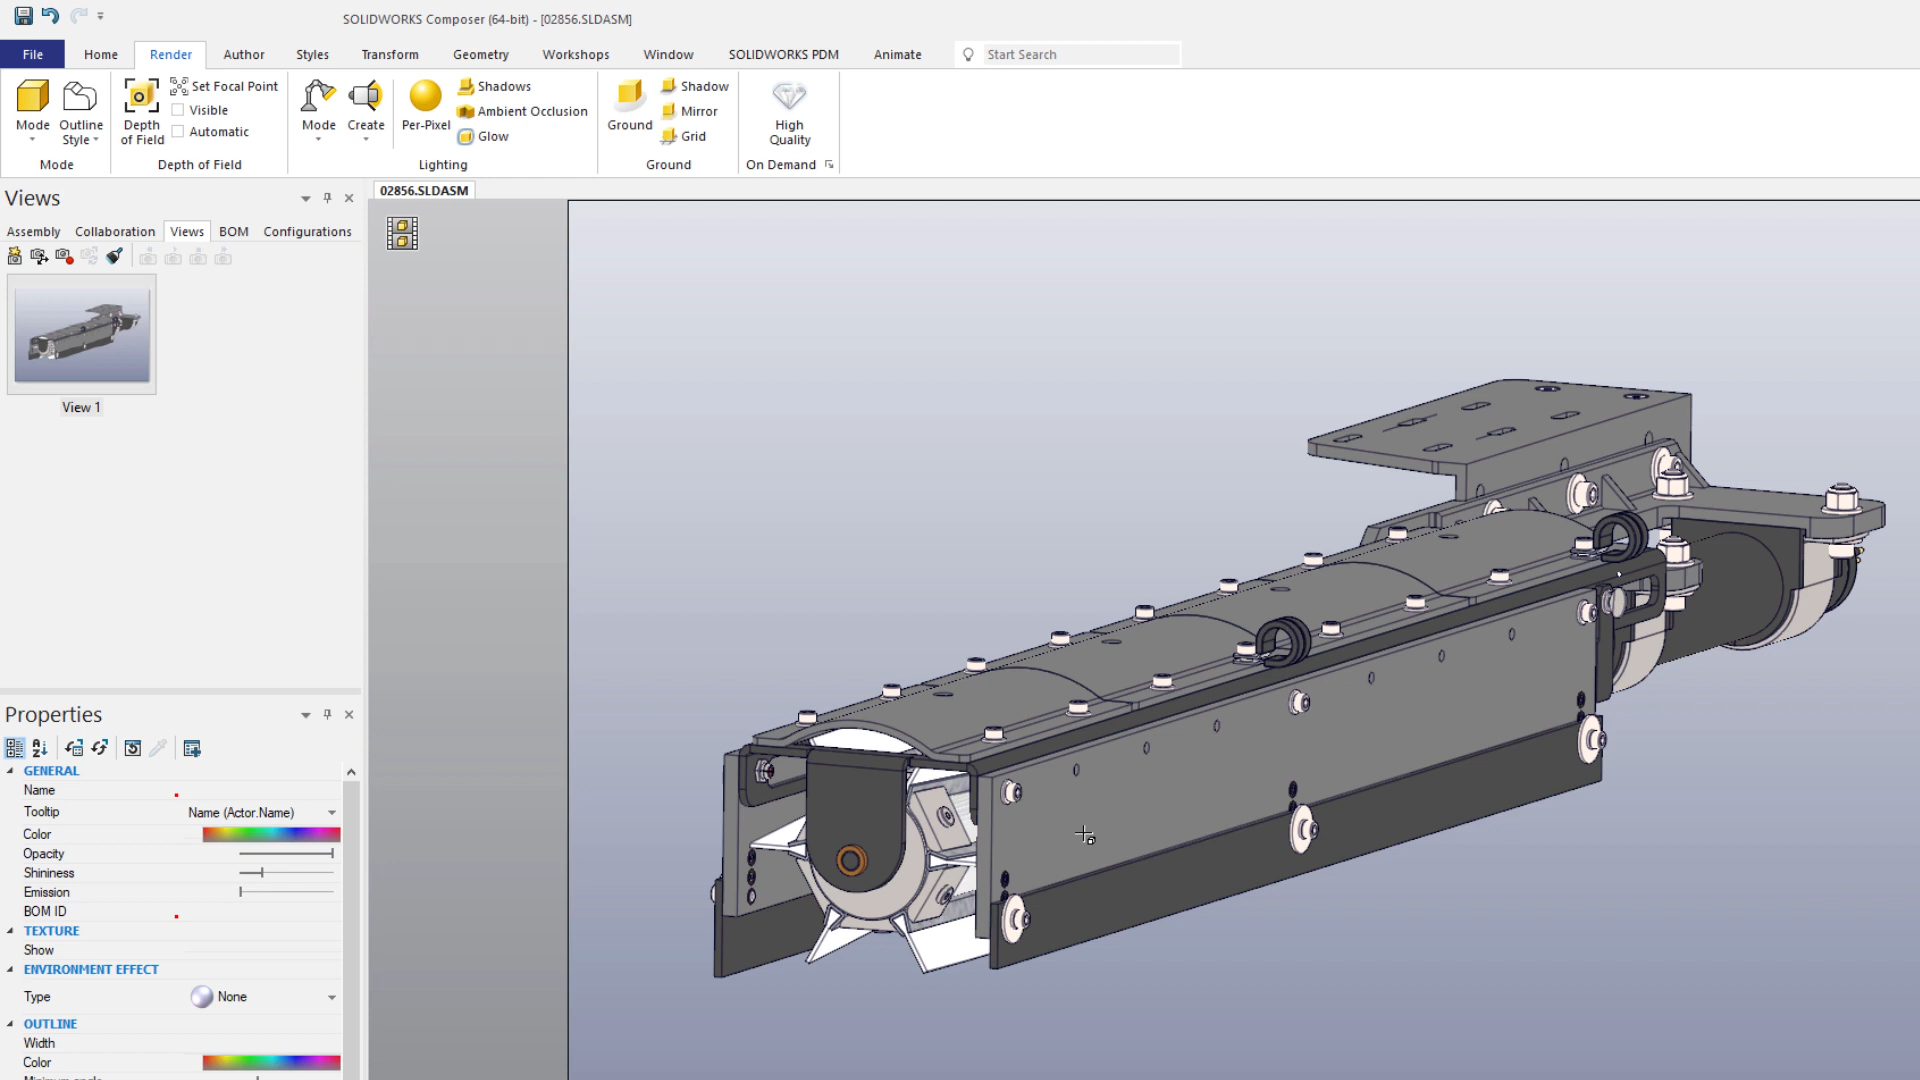 SOLIDWORKS Composer (64-bit) - [02856.SLDASM]
File Home Render Author Styles Transform Geometry Workshops Window SOLIDWORKS PDM Animate Start Search
Mode
Outline Style
Mode
Depth of Field
Set Focal Point
Visible
Automatic
Depth of Field
Mode
Create
Per-Pixel
Shadows
Ambient Occlusion
Glow
Lighting
Ground
Shadow
Mirror
Grid
Ground
High Quality
On Demand
Views
02856.SLDASM
Assembly Collaboration Views BOM Configurations
View 1
Properties
GENERAL
Name
Tooltip Name (Actor.Name)
Color
Opacity
Shininess
Emission
BOM ID
TEXTURE
Show
ENVIRONMENT EFFECT
Type None
OUTLINE
Width
Color
Minimum angle